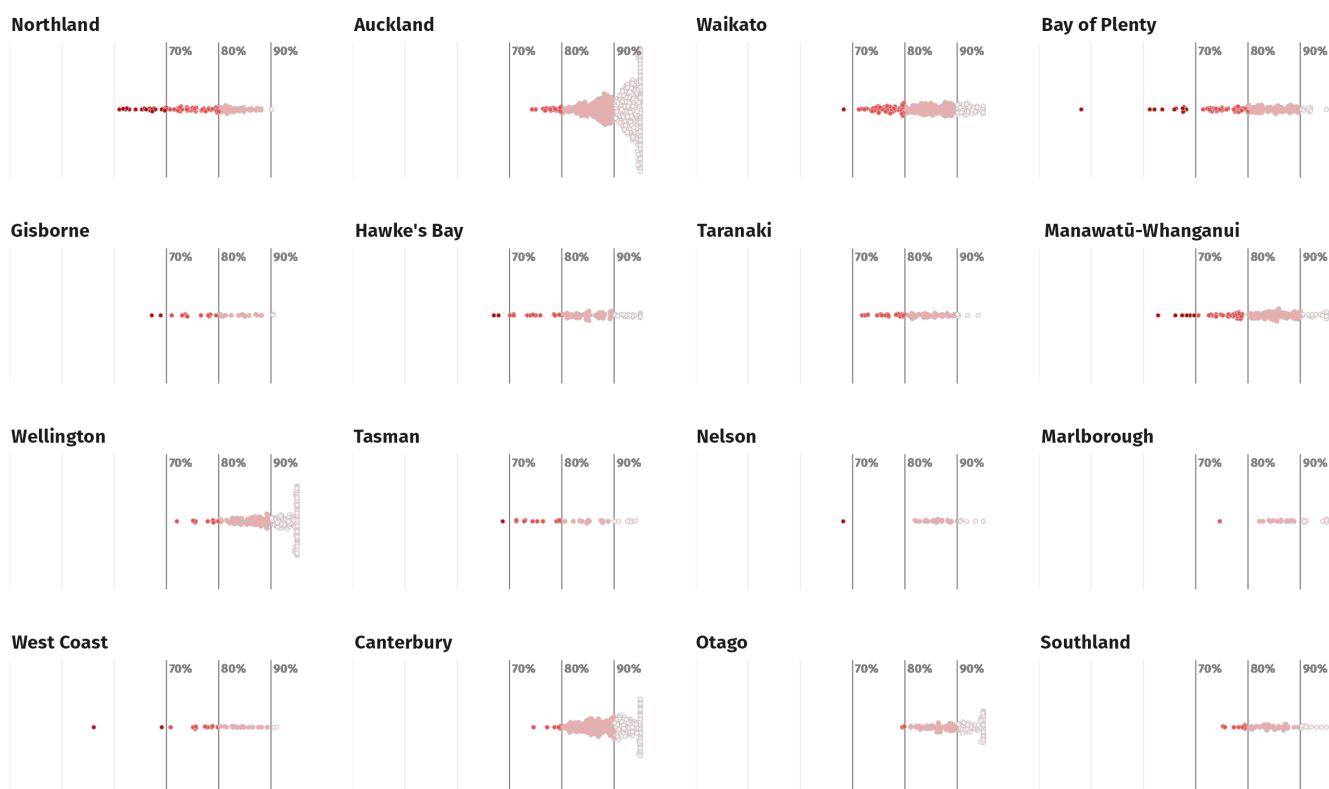 Northland
Auckland
Waikato
Bay of Plenty
70% 80% 90%
70% 80% 90%
70% 80% 90%
70% 80% 90%
Gisborne
Hawke's Bay
Taranaki
Manawatū-Whanganui
70% 80% 90%
70% 80% 90%
70% 80% 90%
70% 80% 90%
Wellington
Tasman
Nelson
Marlborough
70% 80% 90%
70% 80% 90%
70% 80% 90%
70% 80% 90%
West Coast
Canterbury
Otago
Southland
70% 80% 90%
70% 80% 90%
70% 80% 90%
70% 80% 90%